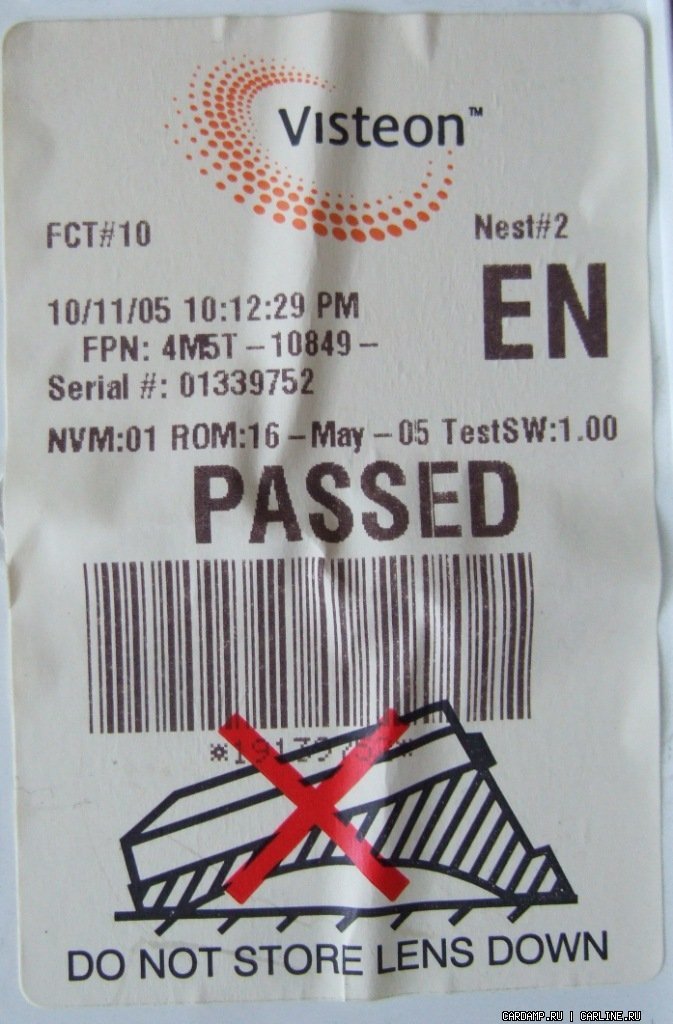 Visteon™
FCT#10 Nest#2
EN
10/11/05 10:12:29 PM
FPN: 4M5T-10849-
Serial #: 01339752
NVM:01 ROM:16-May-05 TestSW:1.00
PASSED
DO NOT STORE LENS DOWN
CARDAMP.RU | CARLINE.RU